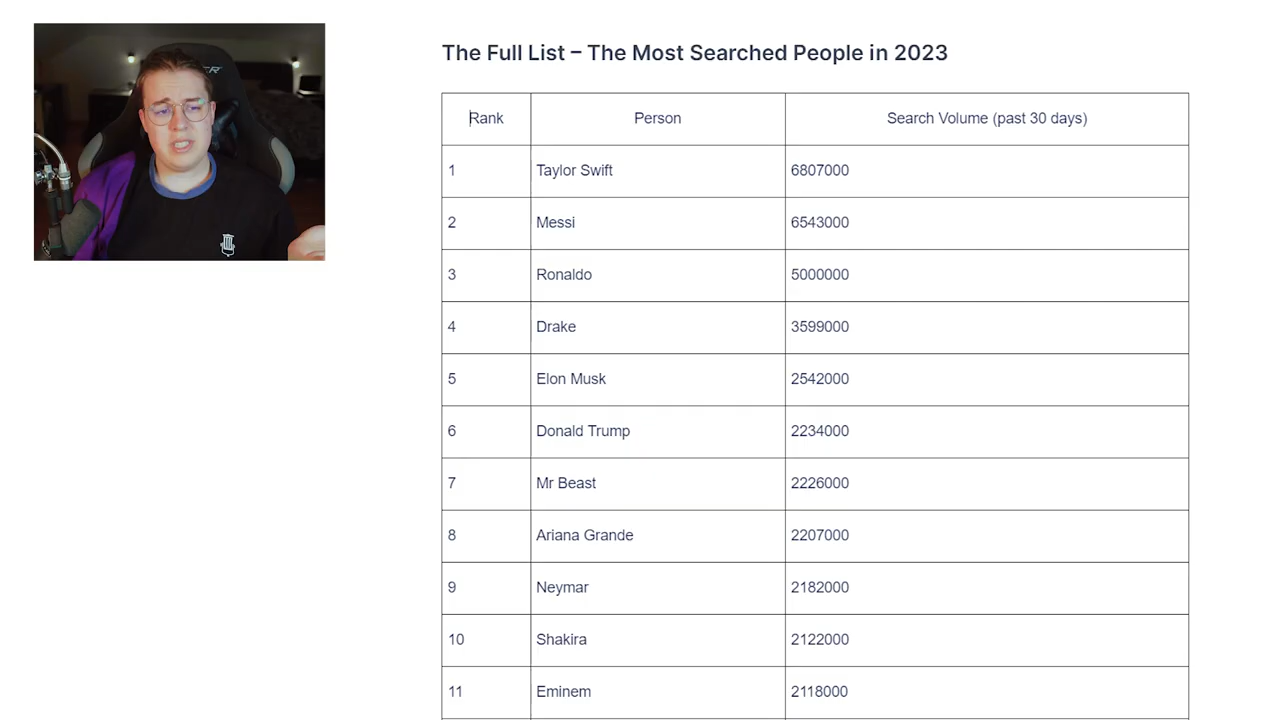 The Full List – The Most Searched People in 2023
Rank Person Search Volume (past 30 days)
1 Taylor Swift 6807000
2 Messi 6543000
3 Ronaldo 5000000
4 Drake 3599000
5 Elon Musk 2542000
6 Donald Trump 2234000
7 Mr Beast 2226000
8 Ariana Grande 2207000
9 Neymar 2182000
10 Shakira 2122000
11 Eminem 2118000